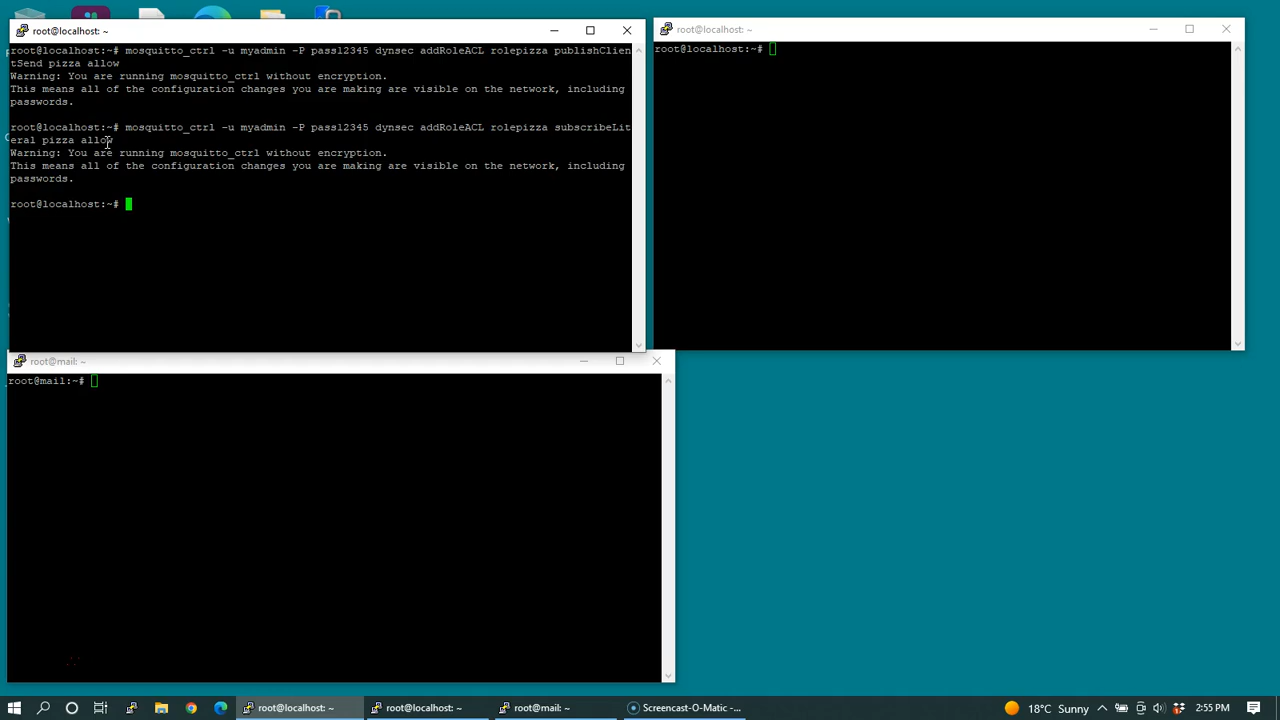 root@localhost: ~
root@localhost:~# mosquitto_ctrl -u myadmin -P pass12345 dynsec addRoleACL rolepizza publishClien
tSend pizza allow
Warning: You are running mosquitto_ctrl without encryption.
This means all of the configuration changes you are making are visible on the network, including
passwords.
root@localhost:~# mosquitto_ctrl -u myadmin -P pass12345 dynsec addRoleACL rolepizza subscribeLit
eral pizza allow
Warning: You are running mosquitto_ctrl without encryption.
This means all of the configuration changes you are making are visible on the network, including
passwords.
root@localhost:~#
root@localhost: ~
root@localhost:~#
root@mail: ~
root@mail:~#
root@localhost: ~
root@localhost: ~
root@mail: ~
Screencast-O-Matic -...
18°C Sunny
2:55 PM